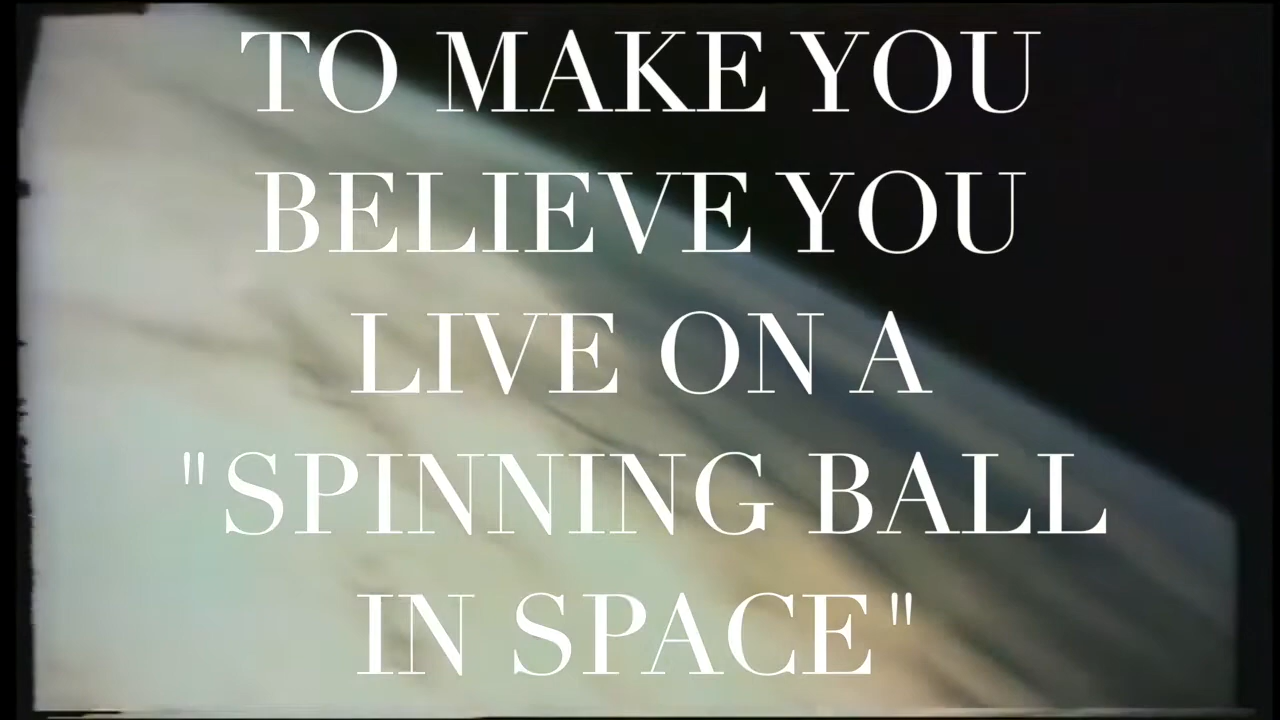 TO MAKE YOU
BELIEVE YOU
LIVE ON A
"SPINNING BALL
IN SPACE"